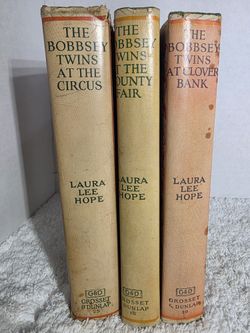 THE
BOBBSEY
TWINS
AT THE
CIRCUS
LAURA
LEE
HOPE
G&D
GROSSET
& DUNLAP
THE
BOBBSEY
TWINS
AT THE
COUNTY
FAIR
LAURA
LEE
HOPE
G&D
GROSSET
& DUNLAP
THE
BOBBSEY
TWINS
AT CLOVER
BANK
LAURA
LEE
HOPE
G&D
GROSSET
& DUNLAP